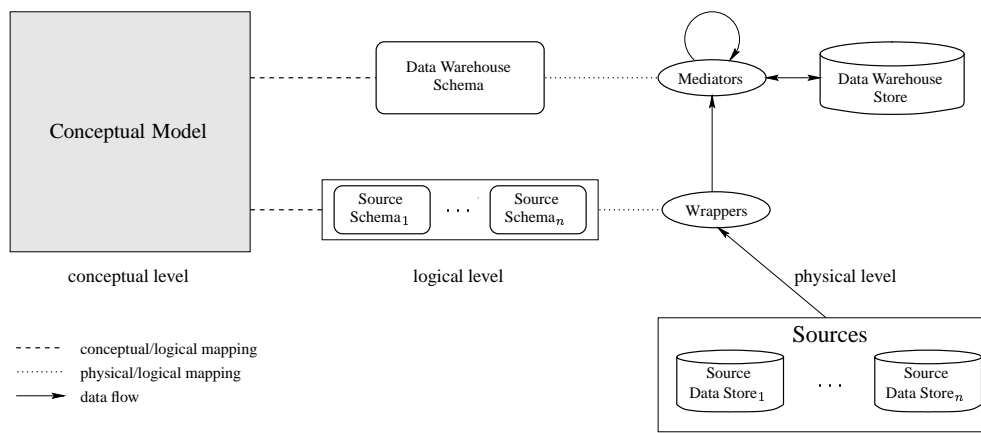 Data Warehouse
Schema
Mediators
Data Warehouse
Store
Conceptual Model
Source
Schema₁
. . .
Source
Schemaₙ
Wrappers
conceptual level
logical level
physical level
Sources
conceptual/logical mapping
physical/logical mapping
data flow
Source
Data Store₁
. . .
Source
Data Storeₙ